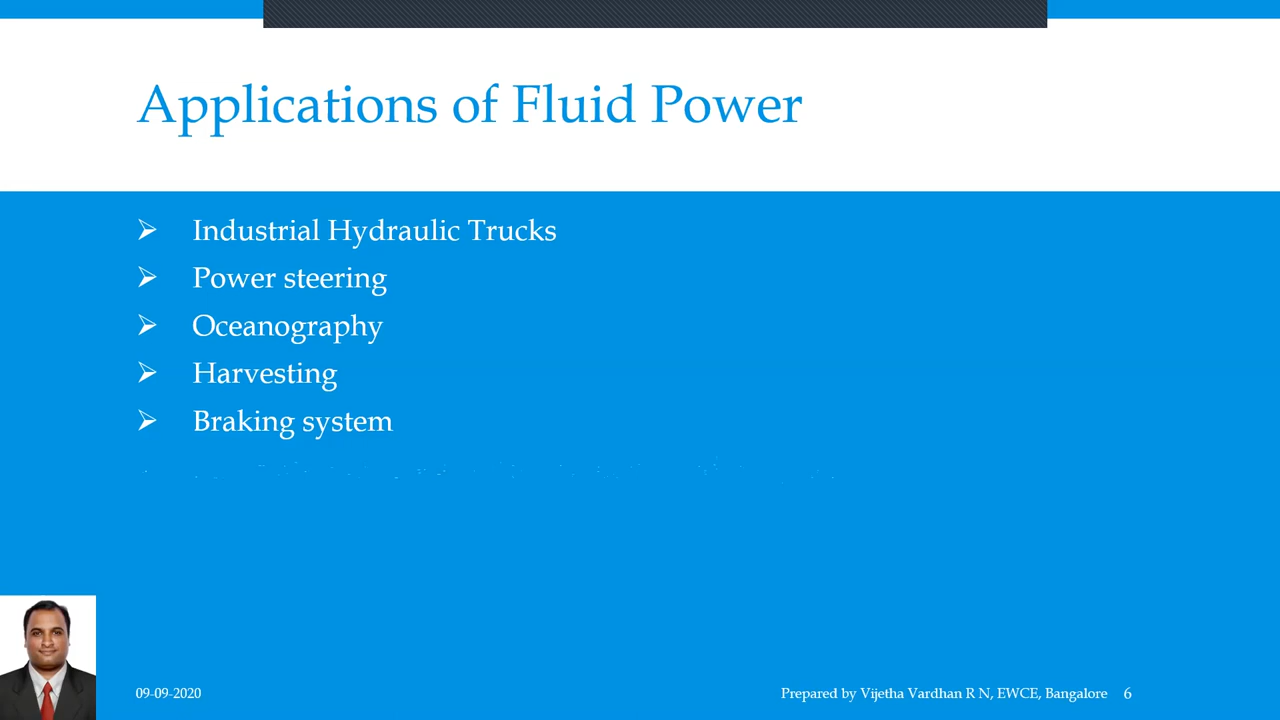 Applications of Fluid Power
➢ Industrial Hydraulic Trucks
➢ Power steering
➢ Oceanography
➢ Harvesting
➢ Braking system
09-09-2020
Prepared by Vijetha Vardhan R N, EWCE, Bangalore 6